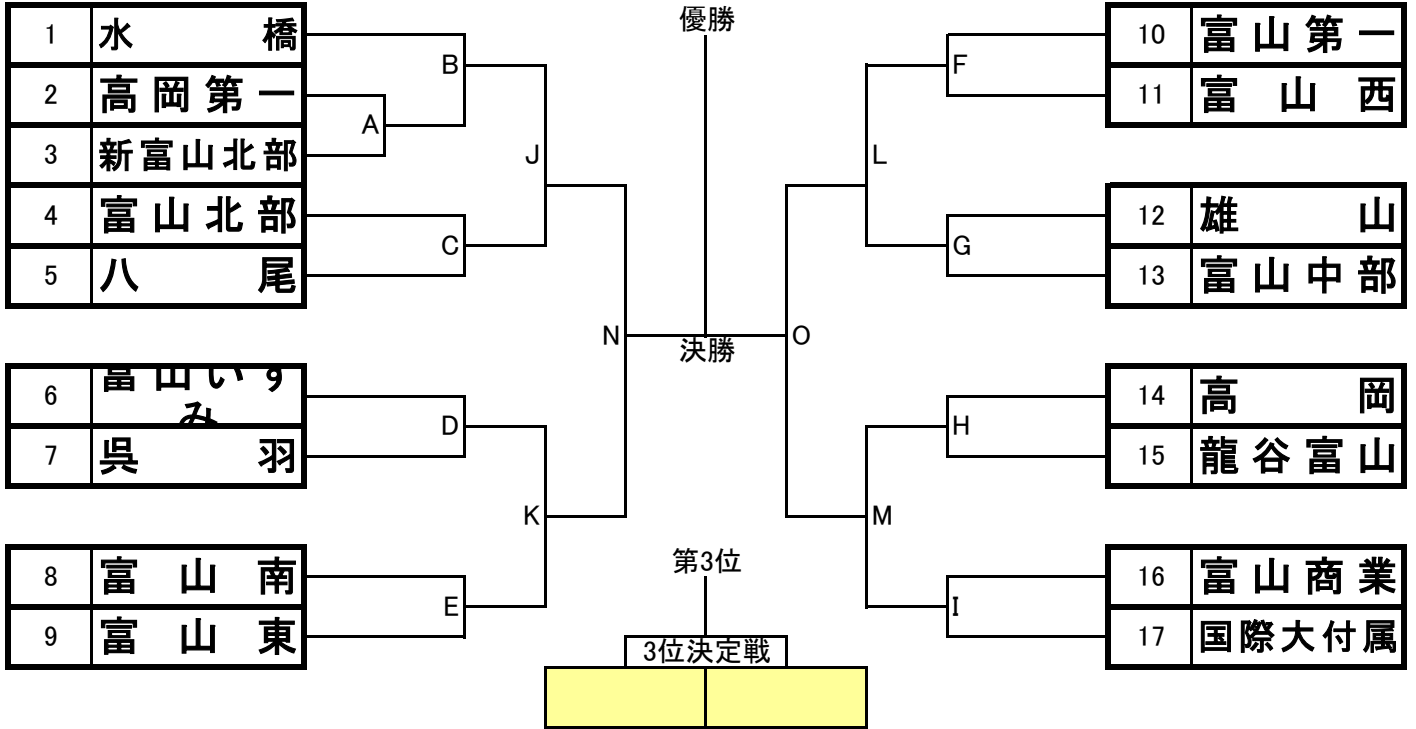 優勝
1 水橋
2 高岡第一
3 新富山北部
4 富山北部
5 八尾
6 富山いずみ
7 呉羽
8 富山南
9 富山東
B
A
J
C
N
D
K
E
決勝
第3位
3位決定戦
F
L
G
O
H
M
I
10 富山第一
11 富山西
12 雄山
13 富山中部
14 高岡
15 龍谷富山
16 富山商業
17 国際大付属